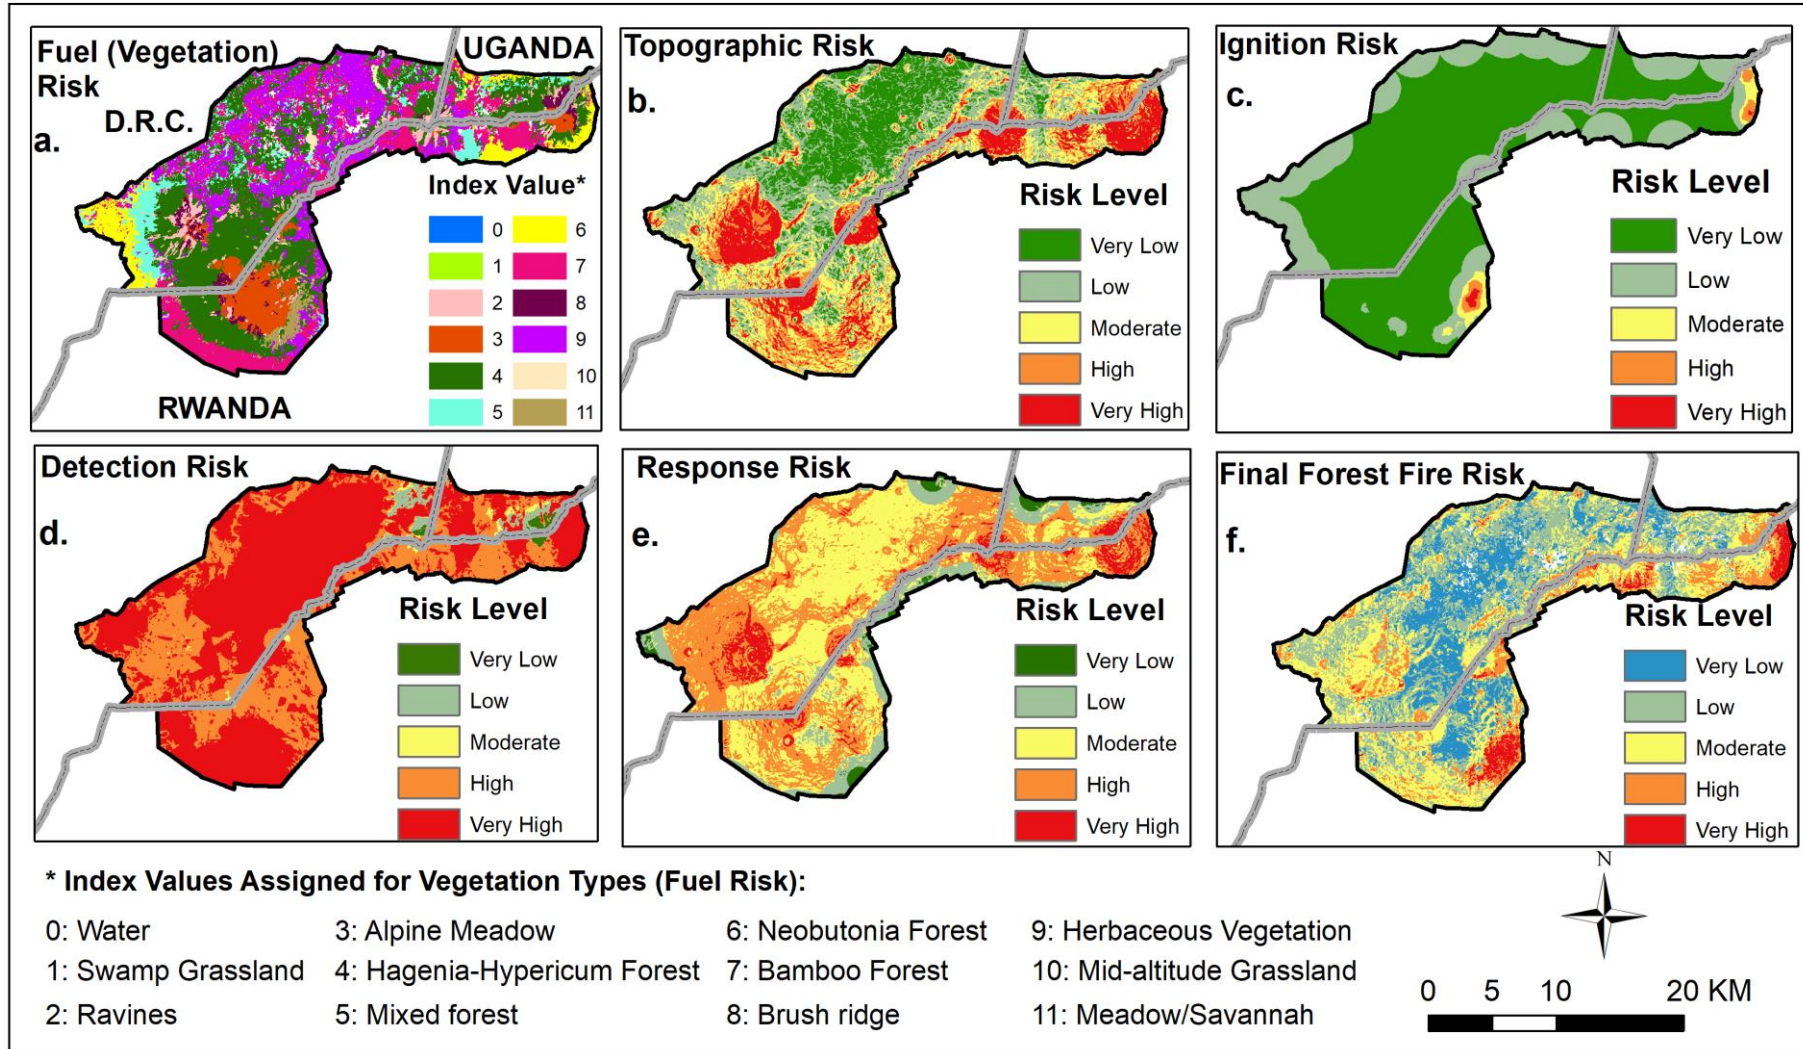 Fuel (Vegetation)
Risk
UGANDA
D.R.C.
a.
Index Value*
0 6
1 7
2 8
3 9
4 10
5 11
RWANDA
Topographic Risk
b.
Risk Level
Very Low
Low
Moderate
High
Very High
Ignition Risk
c.
Risk Level
Very Low
Low
Moderate
High
Very High
Detection Risk
d.
Risk Level
Very Low
Low
Moderate
High
Very High
Response Risk
e.
Risk Level
Very Low
Low
Moderate
High
Very High
Final Forest Fire Risk
f.
Risk Level
Very Low
Low
Moderate
High
Very High
* Index Values Assigned for Vegetation Types (Fuel Risk):
0: Water 3: Alpine Meadow 6: Neobutonia Forest 9: Herbaceous Vegetation
1: Swamp Grassland 4: Hagenia-Hypericum Forest 7: Bamboo Forest 10: Mid-altitude Grassland
2: Ravines 5: Mixed forest 8: Brush ridge 11: Meadow/Savannah
N
0 5 10 20 KM